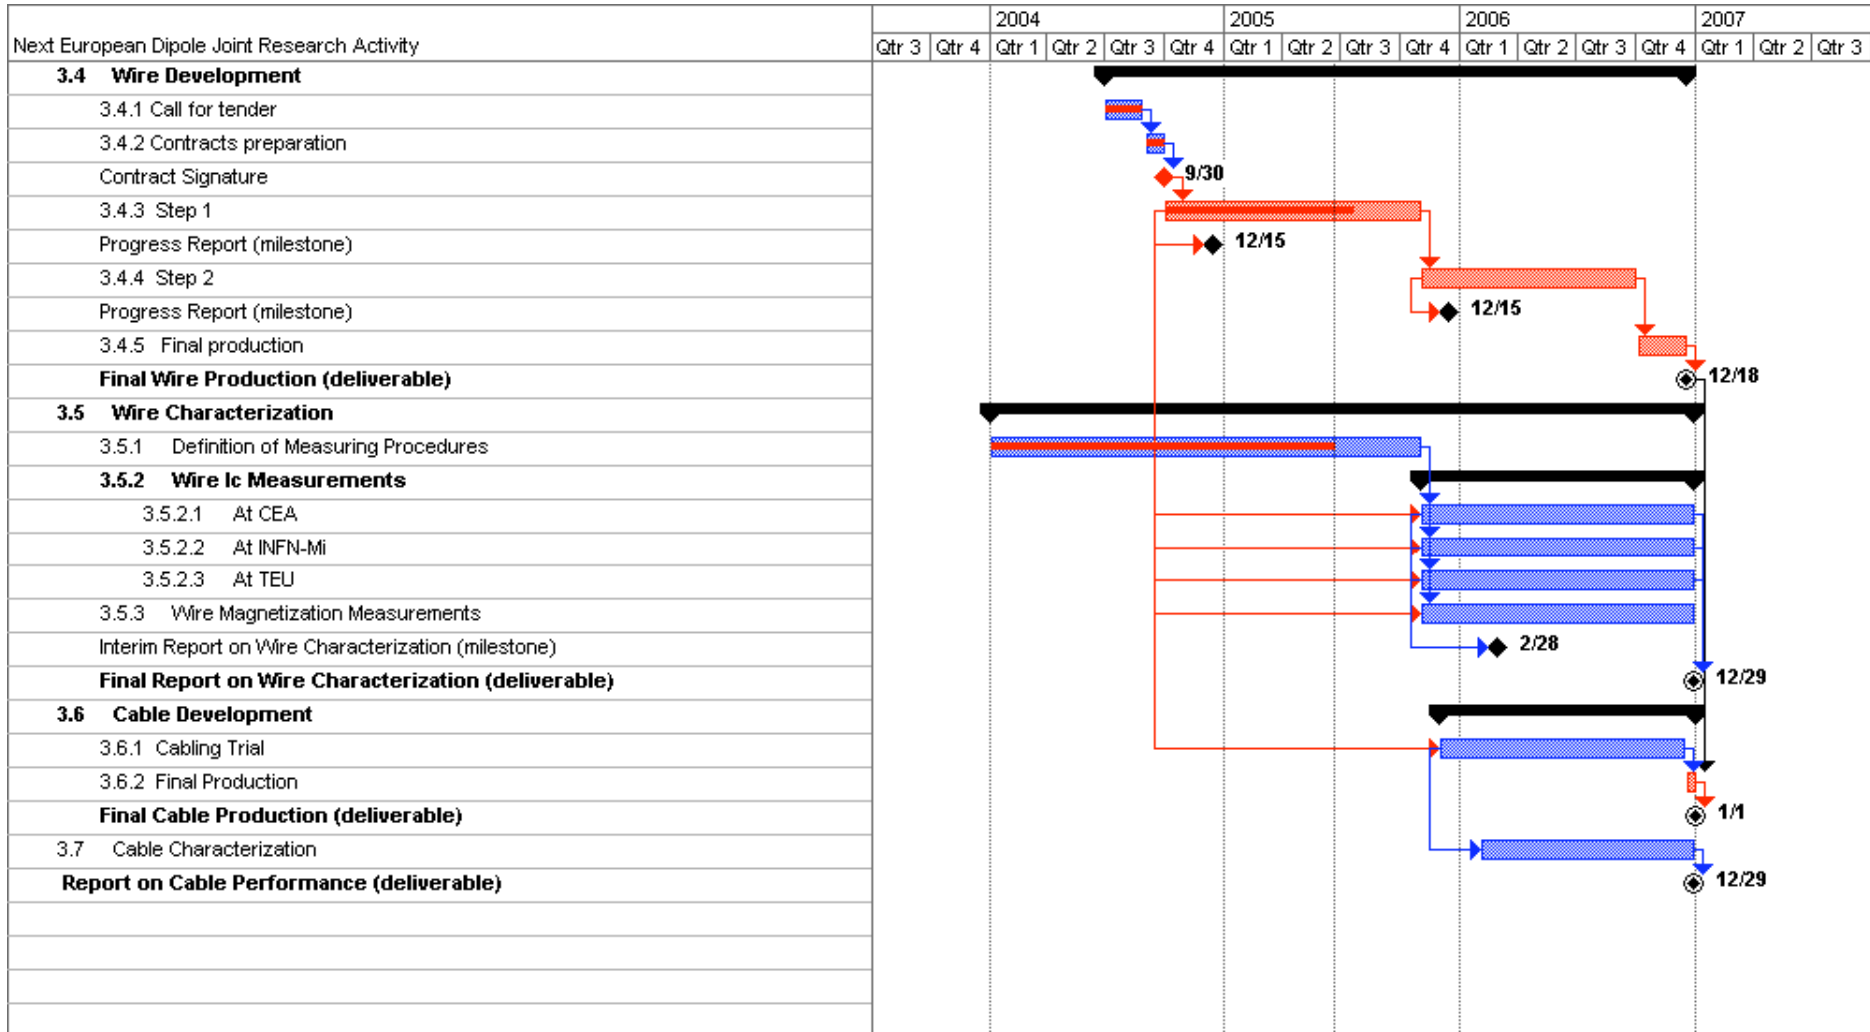 2004 2005 2006 2007
Next European Dipole Joint Research Activity Qtr 3 Qtr 4 Qtr 1 Qtr 2 Qtr 3 Qtr 4 Qtr 1 Qtr 2 Qtr 3 Qtr 4 Qtr 1 Qtr 2 Qtr 3 Qtr 4 Qtr 1 Qtr 2 Qtr 3
3.4 Wire Development
3.4.1 Call for tender
3.4.2 Contracts preparation
Contract Signature 9/30
3.4.3 Step 1
Progress Report (milestone) 12/15
3.4.4 Step 2
Progress Report (milestone) 12/15
3.4.5 Final production
Final Wire Production (deliverable) 12/18
3.5 Wire Characterization
3.5.1 Definition of Measuring Procedures
3.5.2 Wire Ic Measurements
3.5.2.1 At CEA
3.5.2.2 At INFN-Mi
3.5.2.3 At TEU
3.5.3 Wire Magnetization Measurements
Interim Report on Wire Characterization (milestone) 2/28
Final Report on Wire Characterization (deliverable) 12/29
3.6 Cable Development
3.6.1 Cabling Trial
3.6.2 Final Production
Final Cable Production (deliverable) 1/1
3.7 Cable Characterization
Report on Cable Performance (deliverable) 12/29